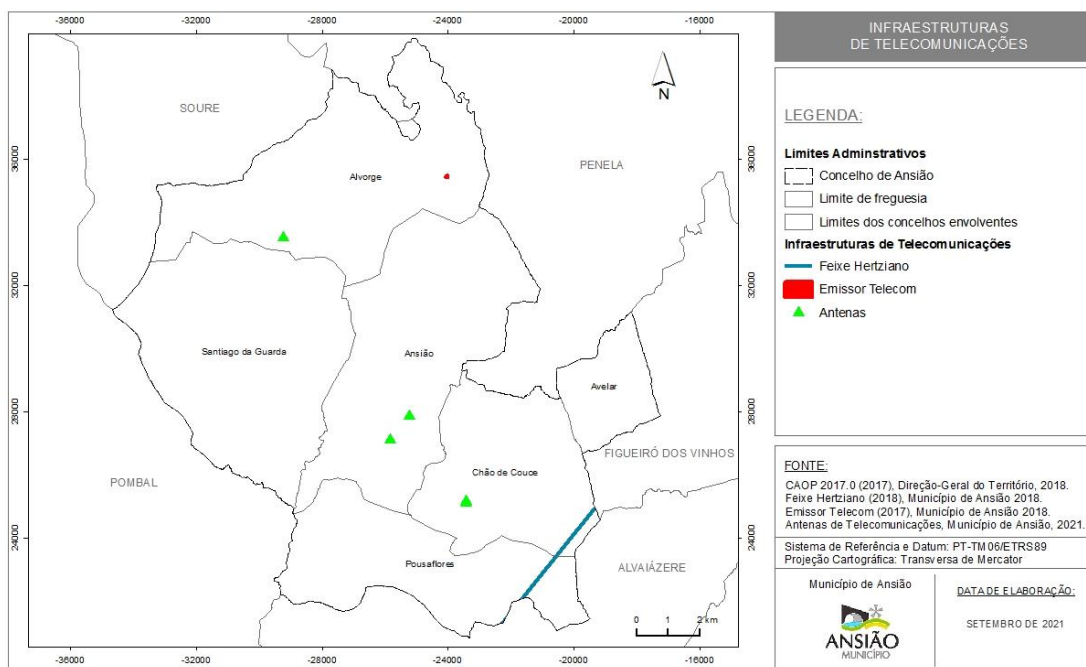 -36000
-32000
-28000
-24000
-20000
-16000
36000
32000
28000
24000
36000
32000
28000
24000
SOURE
N
PENELA
Alvorge
Santiago da Guarda
Ansião
Avelar
FIGUEIRÓ DOS VINHOS
Chão de Couce
POMBAL
Pousaflores
ALVAIÁZERE
0 1 2 km
-36000
-32000
-28000
-24000
-20000
-16000
INFRAESTRUTURAS
DE TELECOMUNICAÇÕES
LEGENDA:
Limites Adminstrativos
Concelho de Ansião
Limite de freguesia
Limites dos concelhos envolventes
Infraestruturas de Telecomunicações
Feixe Hertziano
Emissor Telecom
Antenas
FONTE:
CAOP 2017.0 (2017), Direção-Geral do Território, 2018.
Feixe Hertziano (2018), Município de Ansião 2018.
Emissor Telecom (2017), Município de Ansião 2018.
Antenas de Telecomunicações, Município de Ansião, 2021.
Sistema de Referência e Datum: PT-TM06/ETRS89
Projeção Cartográfica: Transversa de Mercator
Município de Ansião
ANSIÃO
MUNICÍPIO
DATA DE ELABORAÇÃO:
SETEMBRO DE 2021